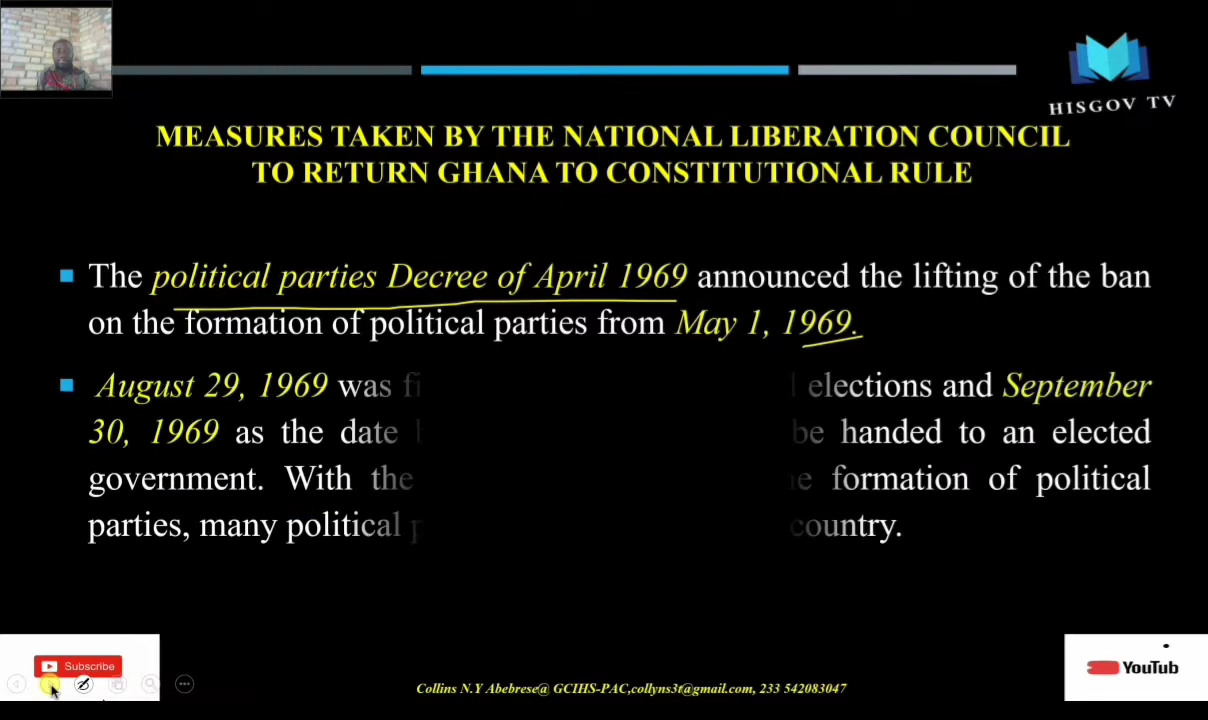 HISGOV TV
MEASURES TAKEN BY THE NATIONAL LIBERATION COUNCIL
TO RETURN GHANA TO CONSTITUTIONAL RULE
The political parties Decree of April 1969 announced the lifting of the ban
on the formation of political parties from May 1, 1969.
August 29, 1969 was elections and September
30, 1969 as the date be handed to an elected
government. With the formation of political
parties, many political country.
Subscribe
YouTub
Collins N.Y Abebrese@ GCIHS-PAC,collyns3t@gmail.com, 233 542083047